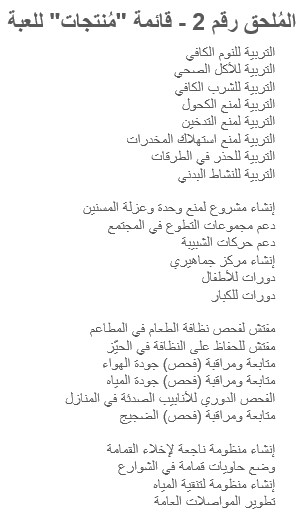 المُلحق رقم 2 - قائمة "مُنتجات" للعبة
التربية للنوم الكافي
التربية للأكل الصحي
التربية للشرب الكافي
التربية لمنع الكحول
التربية لمنع التدخين
التربية لمنع استهلاك المخدرات
التربية للحذر في الطرقات
التربية للنشاط البدني
إنشاء مشروع لمنع وحدة وعزلة المسنين
دعم مجموعات التطوع في المجتمع
دعم حركات الشبيبة
إنشاء مركز جماهيري
دورات للأطفال
دورات للكبار
مفتش لفحص نظافة الطعام في المطاعم
مفتش للحفاظ على النظافة في الحيّز
متابعة ومراقبة (فحص) جودة الهواء
متابعة ومراقبة (فحص) جودة المياه
الفحص الدوري للأنابيب الصدئة في المنازل
متابعة ومراقبة (فحص) الضجيج
إنشاء منظومة ناجعة لإخلاء القمامة
وضع حاويات قمامة في الشوارع
إنشاء منظومة لتنقية المياه
تطوير المواصلات العامة